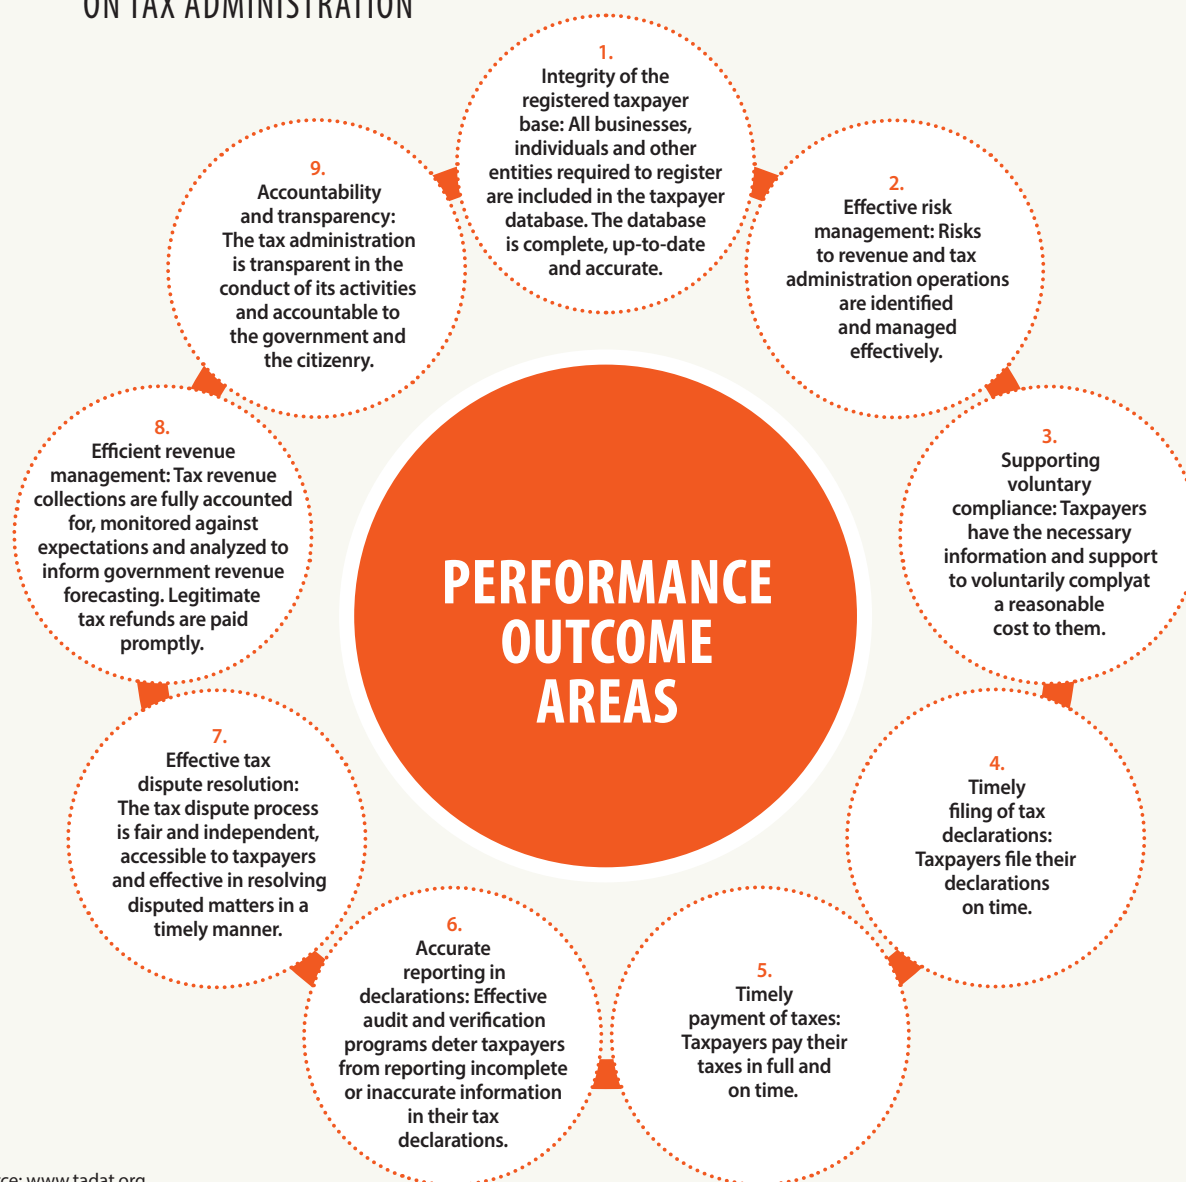 ON TAX ADMINISTRATION
1.
Integrity of the
registered taxpayer
base: All businesses,
individuals and other
entities required to register
are included in the taxpayer
database. The database
is complete, up-to-date
and accurate.
2.
Effective risk
management: Risks
to revenue and tax
administration operations
are identified
and managed
effectively.
3.
Supporting
voluntary
compliance: Taxpayers
have the necessary
information and support
to voluntarily complyat
a reasonable
cost to them.
4.
Timely
filing of tax
declarations:
Taxpayers file their
declarations
on time.
5.
Timely
payment of taxes:
Taxpayers pay their
taxes in full and
on time.
6.
Accurate
reporting in
declarations: Effective
audit and verification
programs deter taxpayers
from reporting incomplete
or inaccurate information
in their tax
declarations.
7.
Effective tax
dispute resolution:
The tax dispute process
is fair and independent,
accessible to taxpayers
and effective in resolving
disputed matters in a
timely manner.
8.
Efficient revenue
management: Tax revenue
collections are fully accounted
for, monitored against
expectations and analyzed to
inform government revenue
forecasting. Legitimate
tax refunds are paid
promptly.
9.
Accountability
and transparency:
The tax administration
is transparent in the
conduct of its activities
and accountable to
the government and
the citizenry.
PERFORMANCE
OUTCOME
AREAS
www.tadat.org